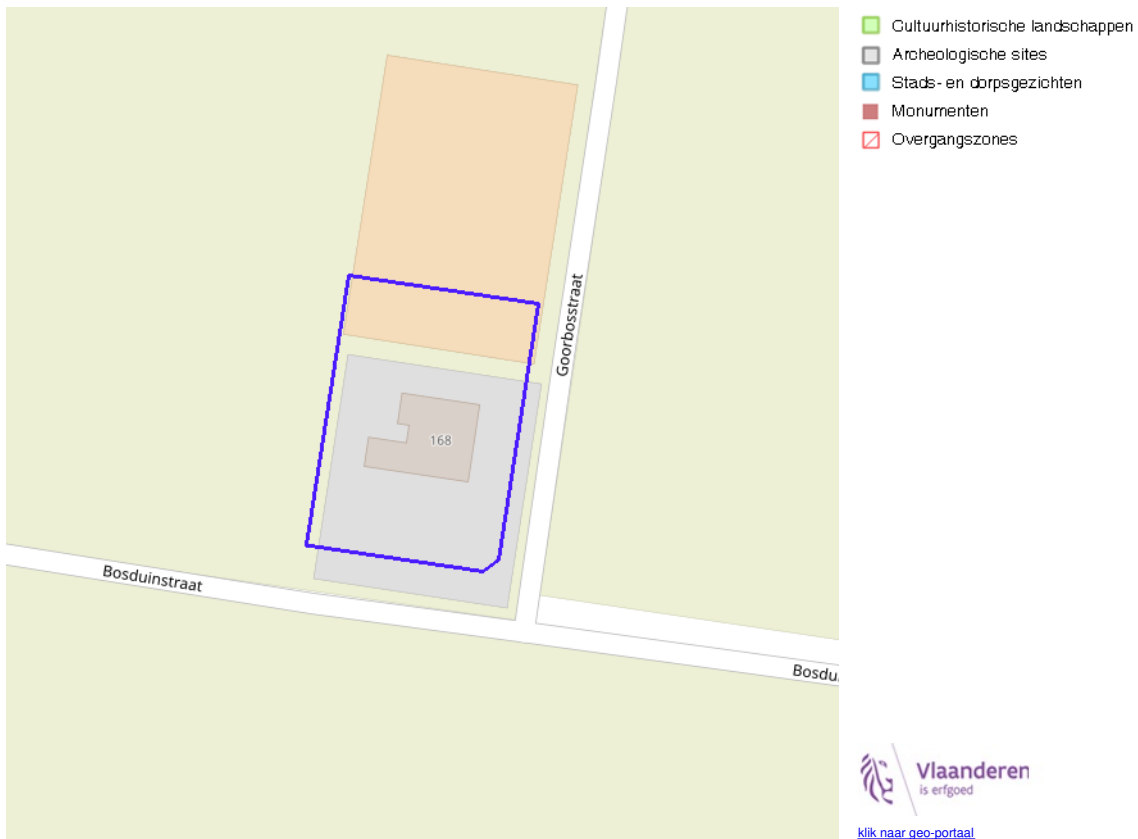 Cultuurhistorische landschappen
Archeologische sites
Stads- en dorpsgezichten
Monumenten
Overgangszones
Goorbosstraat
168
Bosduinstraat
Bosdu
Vlaanderen
is erfgoed
klik naar geo-portaal